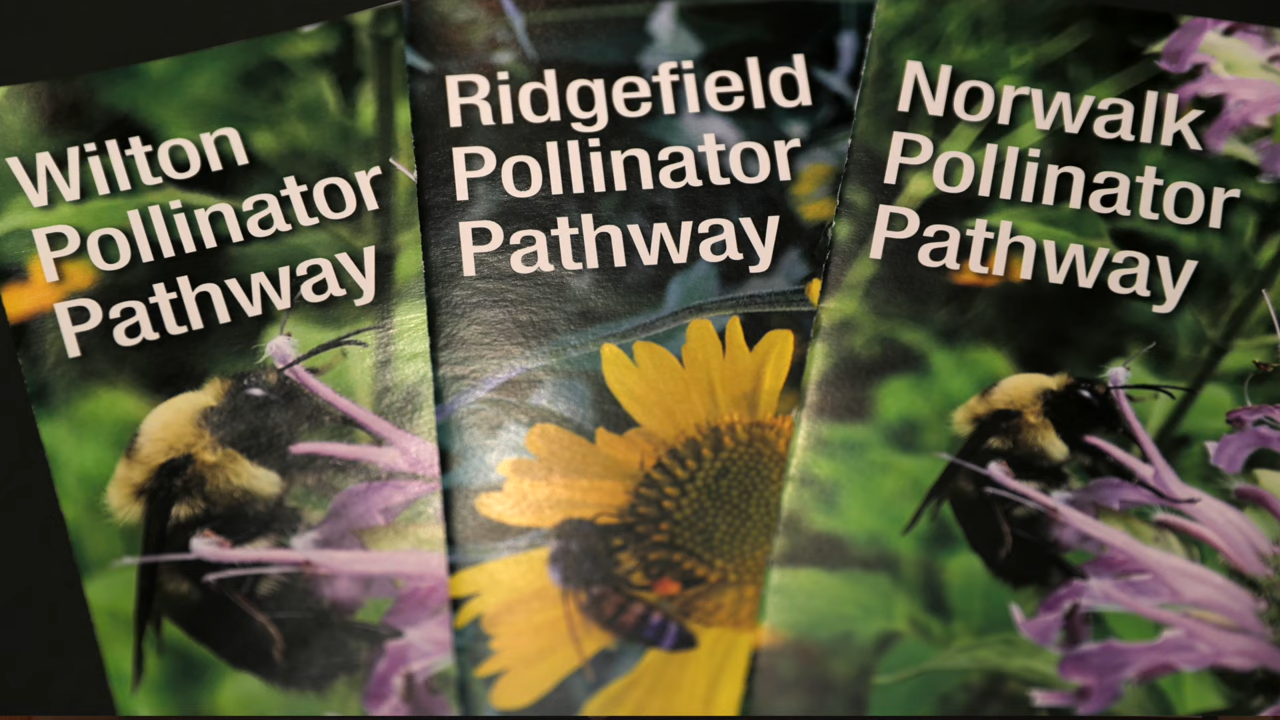 Wilton
Pollinator
Pathway
Ridgefield
Pollinator
Pathway
Norwalk
Pollinator
Pathway